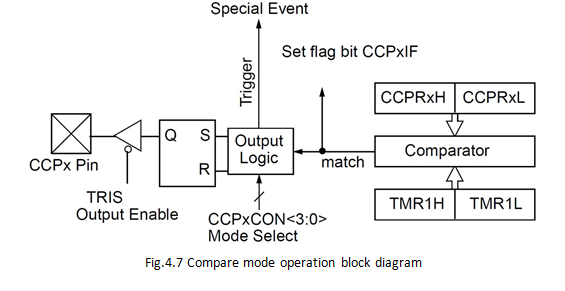 Special Event
Trigger
Set flag bit CCPxIF
CCPRxH CCPRxL
Q S
R
Output
Logic
match
Comparator
CCPx Pin
TRIS
Output Enable
CCPxCON<3:0>
Mode Select
TMR1H TMR1L
Fig.4.7 Compare mode operation block diagram